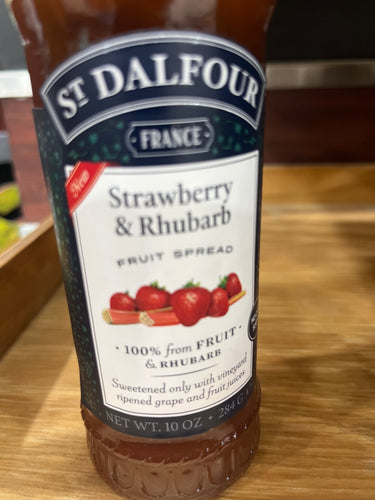 ST DALFOUR
· FRANCE ·
New
Strawberry
& Rhubarb
FRUIT SPREAD
· 100% from FRUIT ·
& RHUBARB
Sweetened only with vineyard
ripened grape and fruit juices
NET WT. 10 OZ · 284 G